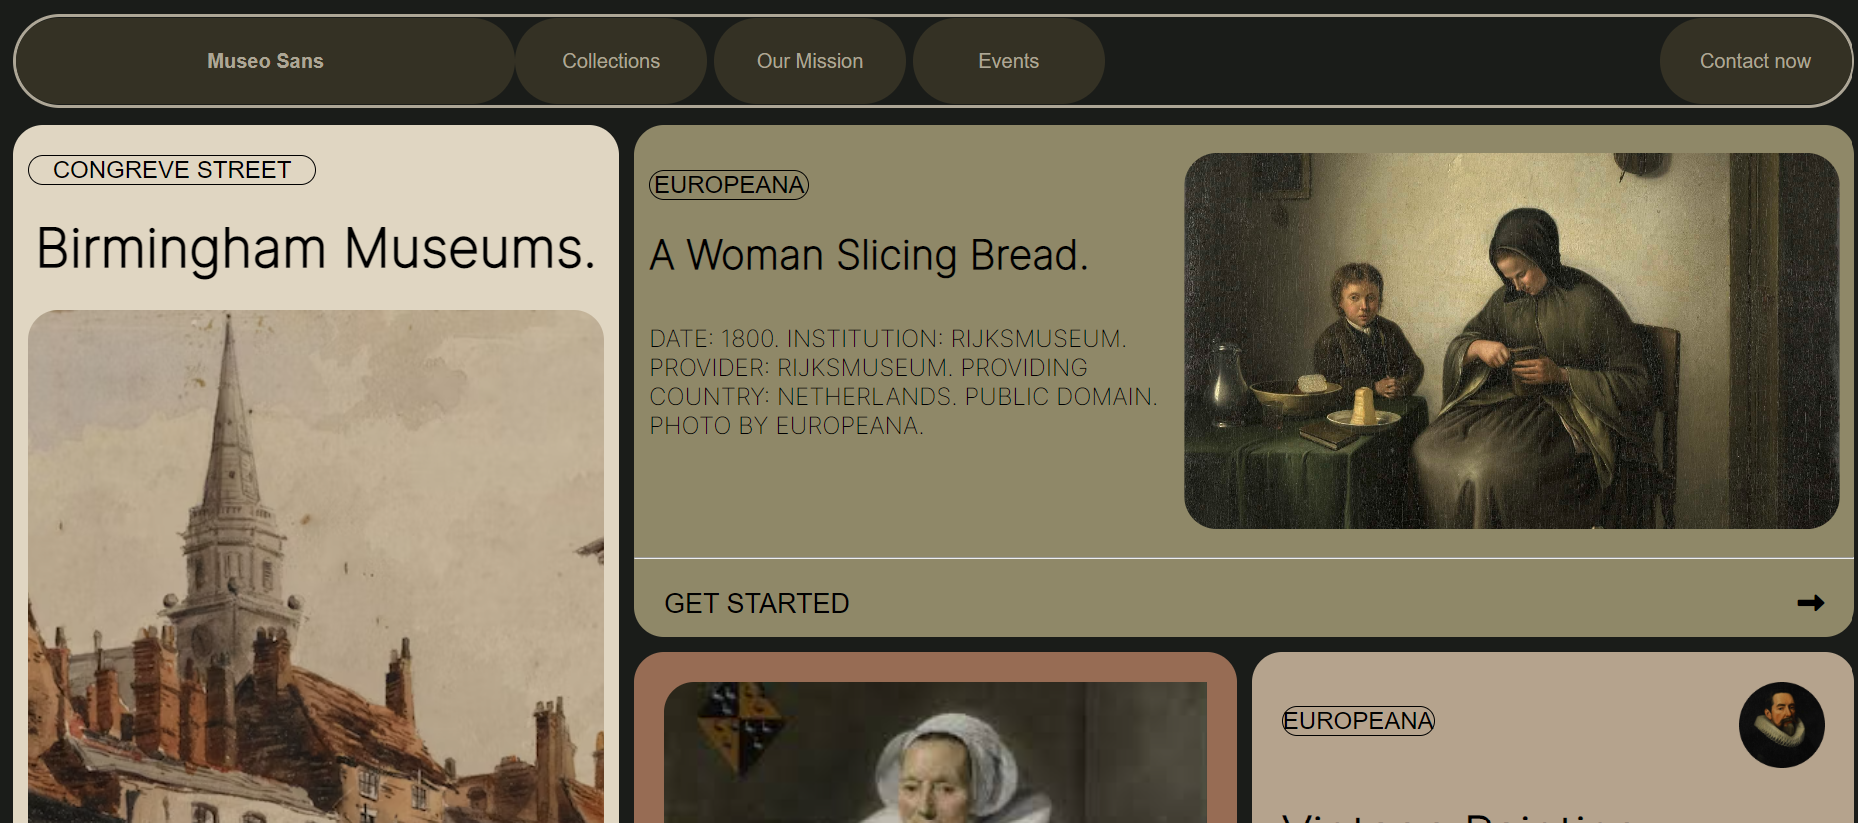 Museo Sans
Collections
Our Mission
Events
Contact now
CONGREVE STREET
Birmingham Museums.
EUROPEANA
A Woman Slicing Bread.
DATE: 1800. INSTITUTION: RIJKSMUSEUM.
PROVIDER: RIJKSMUSEUM. PROVIDING
COUNTRY: NETHERLANDS. PUBLIC DOMAIN.
PHOTO BY EUROPEANA.
GET STARTED
EUROPEANA